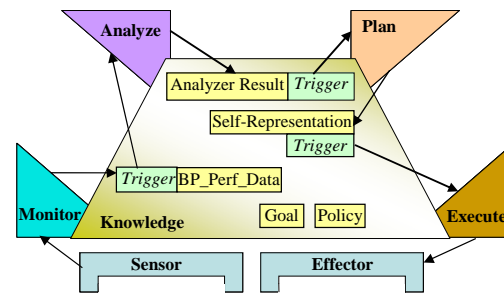 Analyze
Plan
Analyzer Result
Trigger
Self-Representation
Trigger
Trigger
BP_Perf_Data
Monitor
Knowledge
Goal
Policy
Execute
Sensor
Effector